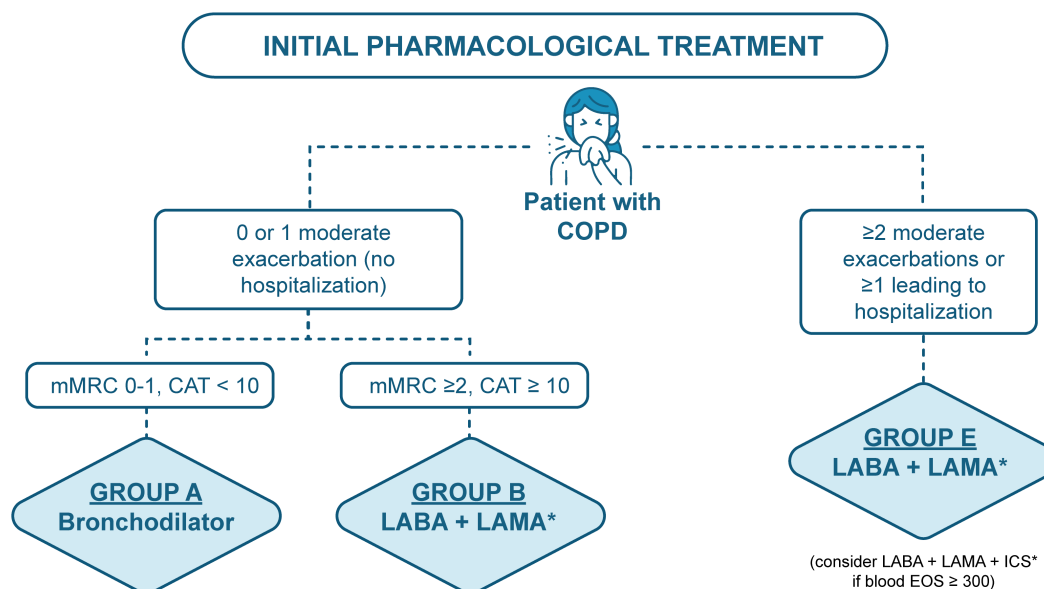 INITIAL PHARMACOLOGICAL TREATMENT
Patient with
COPD
0 or 1 moderate
exacerbation (no
hospitalization)
≥2 moderate
exacerbations or
≥1 leading to
hospitalization
mMRC 0-1, CAT < 10
mMRC ≥2, CAT ≥ 10
GROUP A
Bronchodilator
GROUP B
LABA + LAMA*
GROUP E
LABA + LAMA*
(consider LABA + LAMA + ICS*
if blood EOS ≥ 300)